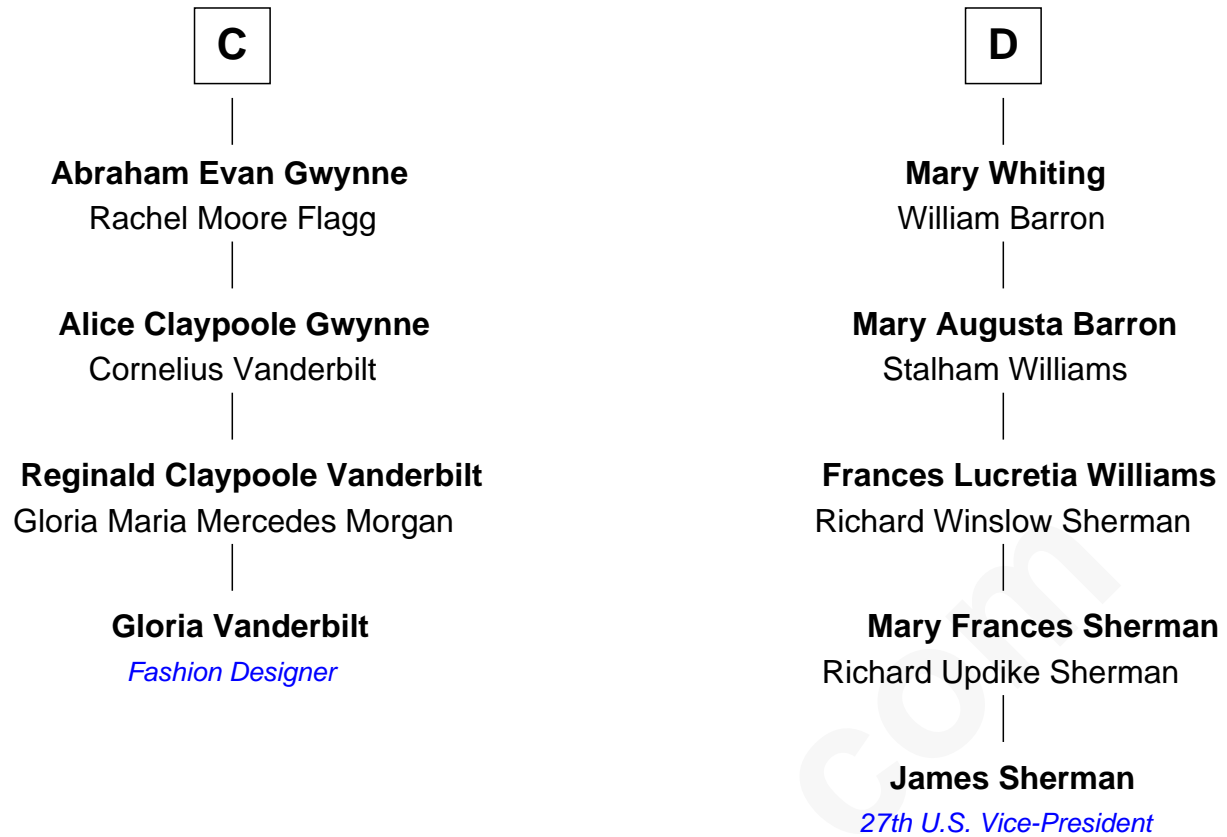 C
Abraham Evan Gwynne
Rachel Moore Flagg
Alice Claypoole Gwynne
Cornelius Vanderbilt
Reginald Claypoole Vanderbilt
Gloria Maria Mercedes Morgan
Gloria Vanderbilt
Fashion Designer
D
Mary Whiting
William Barron
Mary Augusta Barron
Stalham Williams
Frances Lucretia Williams
Richard Winslow Sherman
Mary Frances Sherman
Richard Updike Sherman
James Sherman
27th U.S. Vice-President
com